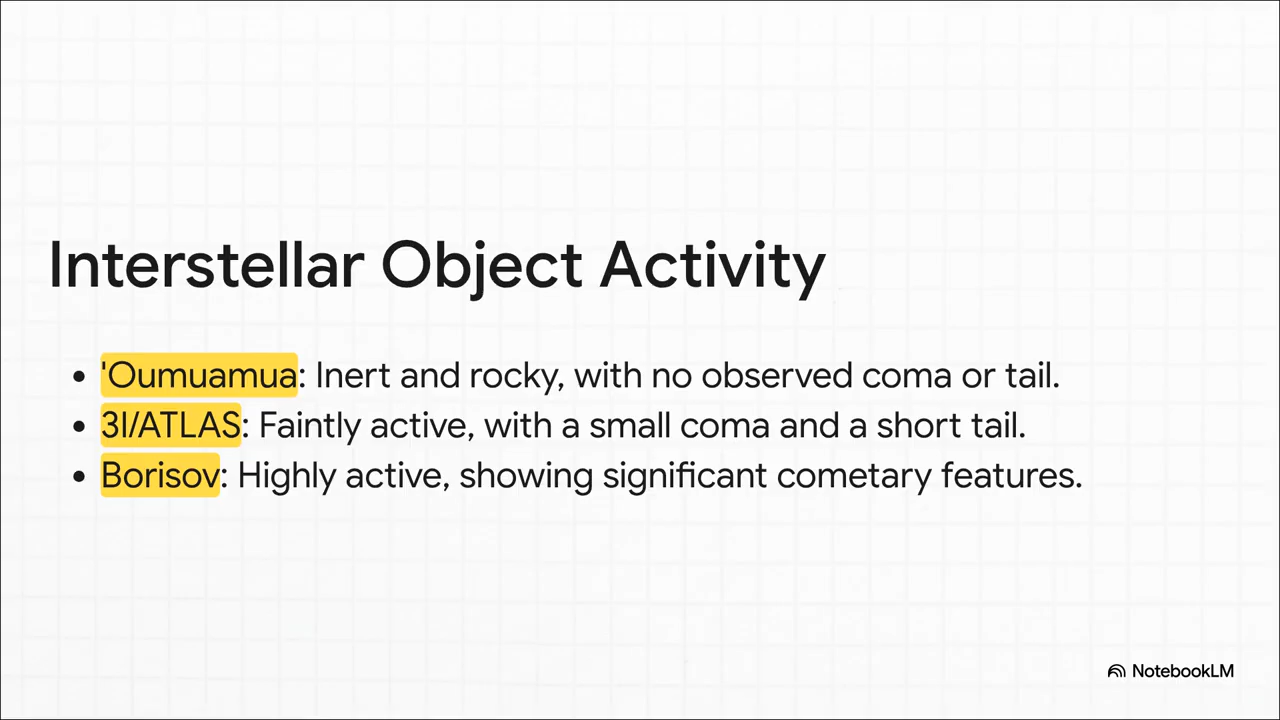 Interstellar Object Activity
• 'Oumuamua: Inert and rocky, with no observed coma or tail.
• 3I/ATLAS: Faintly active, with a small coma and a short tail.
• Borisov: Highly active, showing significant cometary features.
NotebookLM